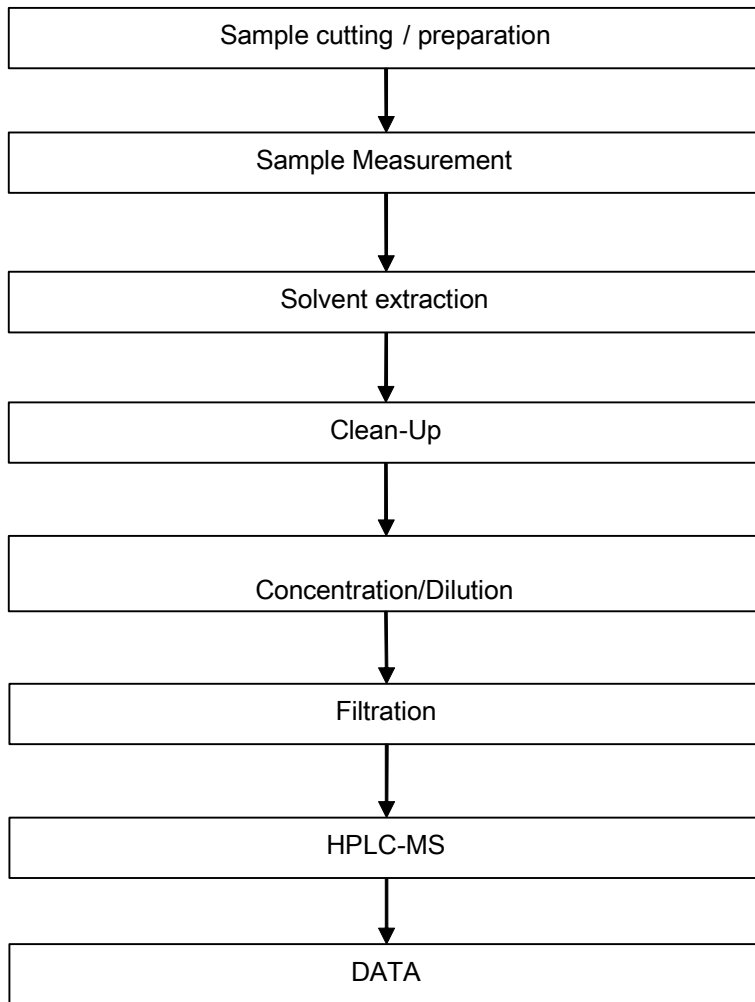 Sample cutting / preparation
Sample Measurement
Solvent extraction
Clean-Up
Concentration/Dilution
Filtration
HPLC-MS
DATA